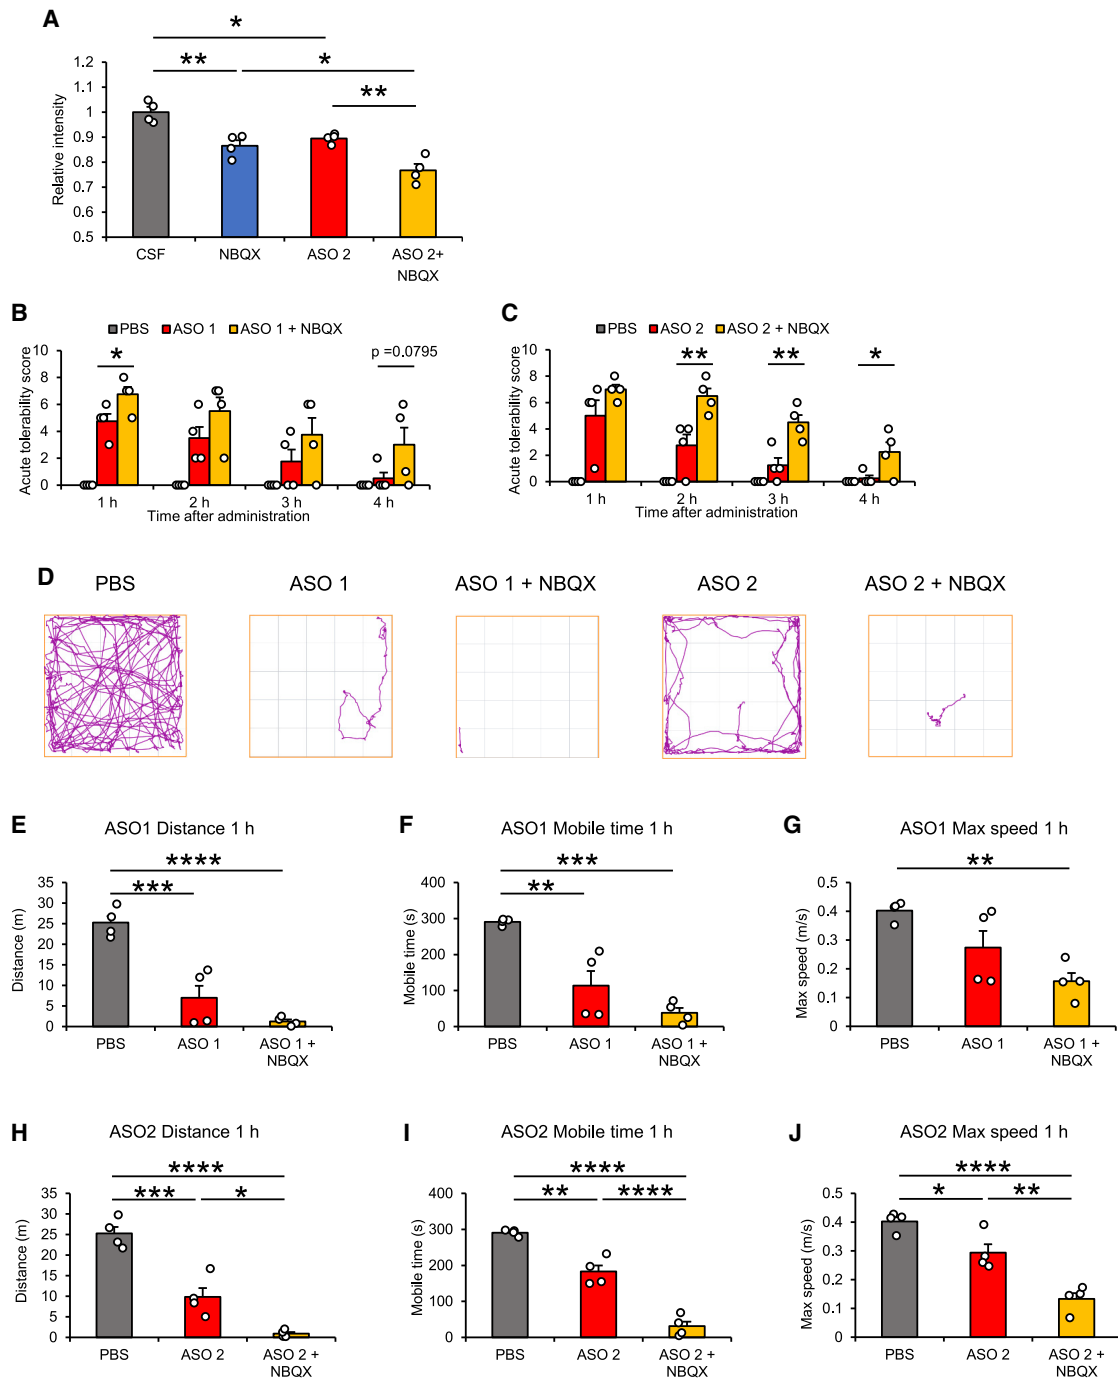 A
*
** *
**
1.2
1.1
1
0.9
0.8
0.7
0.6
0.5
Relative intensity
CSF NBQX ASO 2 ASO 2+
NBQX
B
PBS ASO 1 ASO 1 + NBQX
10
8
6
4
2
0
Acute tolerability score
*
p =0.0795
1 h 2 h 3 h 4 h
Time after administration
C
PBS ASO 2 ASO 2 + NBQX
10
8
6
4
2
0
Acute tolerability score
** ** *
1 h 2 h 3 h 4 h
Time after administration
D
PBS ASO 1 ASO 1 + NBQX ASO 2 ASO 2 + NBQX
E
ASO1 Distance 1 h
****
***
35
30
25
20
15
10
5
0
Distance (m)
PBS ASO 1 ASO 1 +
NBQX
F
ASO1 Mobile time 1 h
***
**
400
300
200
100
0
Mobile time (s)
PBS ASO 1 ASO 1 +
NBQX
G
ASO1 Max speed 1 h
**
0.5
0.4
0.3
0.2
0.1
0
Max speed (m/s)
PBS ASO 1 ASO 1 +
NBQX
H
ASO2 Distance 1 h
****
*** *
35
30
25
20
15
10
5
0
Distance (m)
PBS ASO 2 ASO 2 +
NBQX
I
ASO2 Mobile time 1 h
****
** ****
400
300
200
100
0
Mobile time (s)
PBS ASO 2 ASO 2 +
NBQX
J
ASO2 Max speed 1 h
****
* **
0.5
0.4
0.3
0.2
0.1
0
Max speed (m/s)
PBS ASO 2 ASO 2 +
NBQX